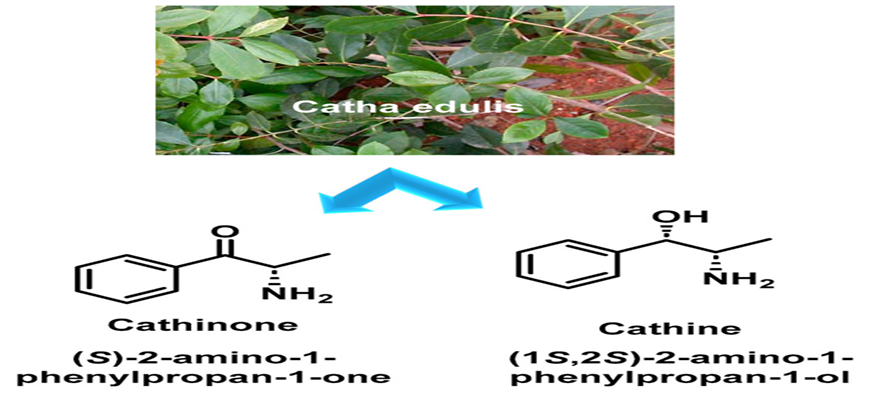 Catha edulis
O
NH2
OH
NH2
Cathinone
Cathine
(S)-2-amino-1-
phenylpropan-1-one
(1S,2S)-2-amino-1-
phenylpropan-1-ol